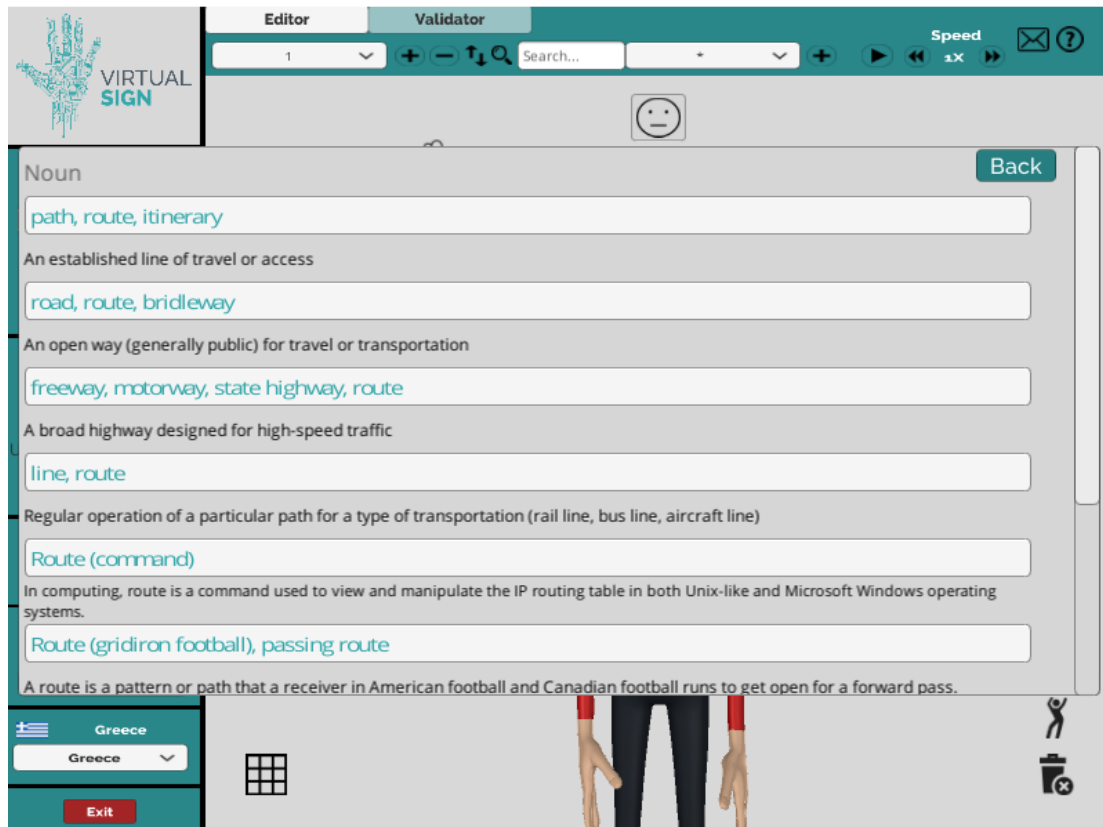 Editor
Validator
VIRTUAL
SIGN
1
Search...
*
Speed
1X
Noun
Back
path, route, itinerary
An established line of travel or access
road, route, bridleway
An open way (generally public) for travel or transportation
freeway, motorway, state highway, route
A broad highway designed for high-speed traffic
line, route
Regular operation of a particular path for a type of transportation (rail line, bus line, aircraft line)
Route (command)
In computing, route is a command used to view and manipulate the IP routing table in both Unix-like and Microsoft Windows operating
systems.
Route (gridiron football), passing route
A route is a pattern or path that a receiver in American football and Canadian football runs to get open for a forward pass.
Greece
Greece
Exit